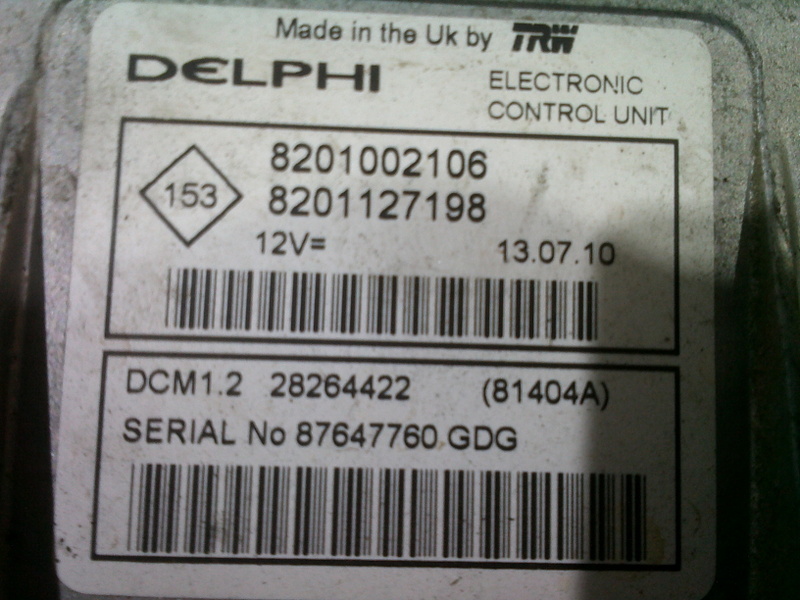 Made in the Uk by TRW
DELPHI
ELECTRONIC
CONTROL UNIT
153
8201002106
8201127198
12V= 13.07.10
DCM1.2 28264422 (81404A)
SERIAL No 87647760 GDG